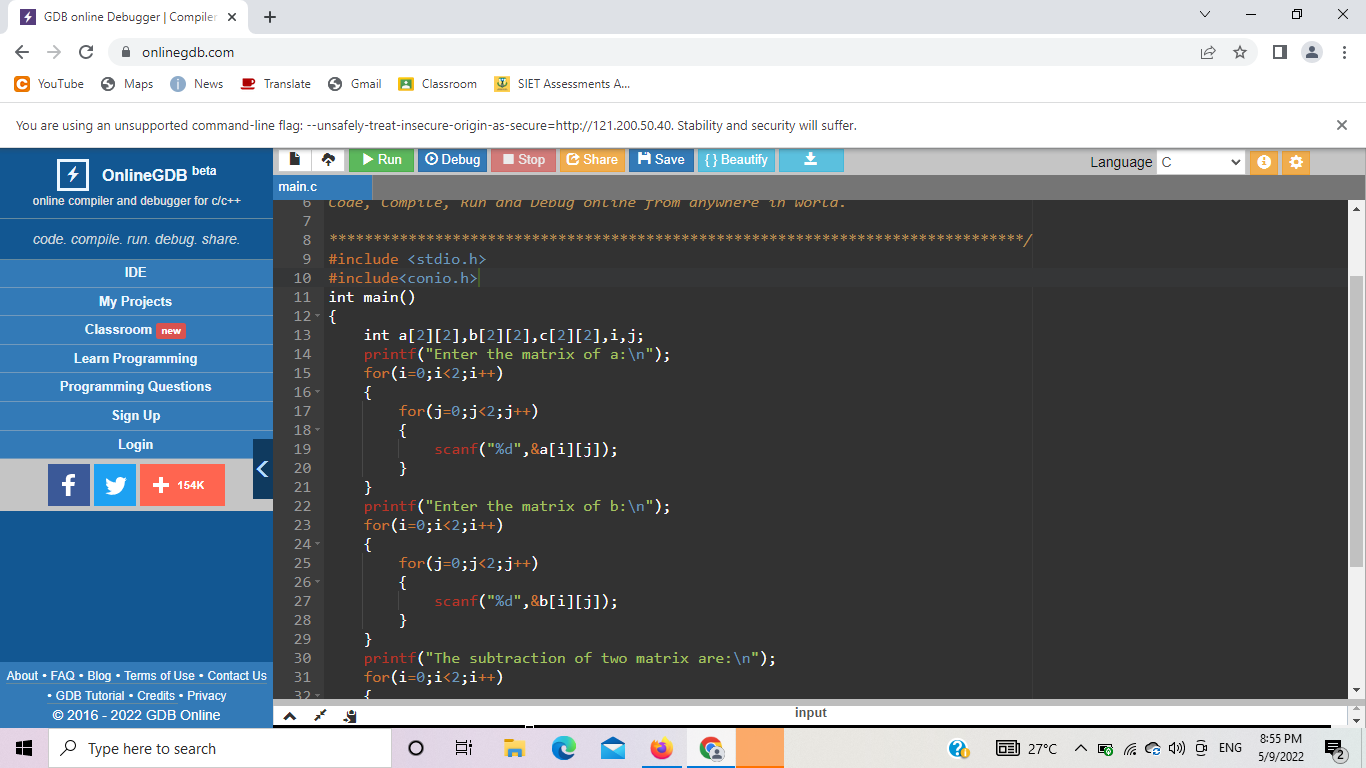 GDB online Debugger | Compiler
onlinegdb.com
YouTube Maps News Translate Gmail Classroom SIET Assessments A...
You are using an unsupported command-line flag: --unsafely-treat-insecure-origin-as-secure=http://121.200.50.40. Stability and security will suffer.
OnlineGDB beta
online compiler and debugger for c/c++
code. compile. run. debug. share.
IDE
My Projects
Classroom new
Learn Programming
Programming Questions
Sign Up
Login
f + 154K
About • FAQ • Blog • Terms of Use • Contact Us
• GDB Tutorial • Credits • Privacy
© 2016 - 2022 GDB Online
Run Debug Stop Share Save {} Beautify Language C
main.c
6 Code, Compile, Run and Debug online from anywhere in world.
7
8 *******************************************************************************/
9 #include <stdio.h>
10 #include<conio.h>
11 int main()
12 {
13 int a[2][2],b[2][2],c[2][2],i,j;
14 printf("Enter the matrix of a:\n");
15 for(i=0;i<2;i++)
16 {
17 for(j=0;j<2;j++)
18 {
19 scanf("%d",&a[i][j]);
20 }
21 }
22 printf("Enter the matrix of b:\n");
23 for(i=0;i<2;i++)
24 {
25 for(j=0;j<2;j++)
26 {
27 scanf("%d",&b[i][j]);
28 }
29 }
30 printf("The subtraction of two matrix are:\n");
31 for(i=0;i<2;i++)
32 {
input
Type here to search
27°C ENG
8:55 PM
5/9/2022
2